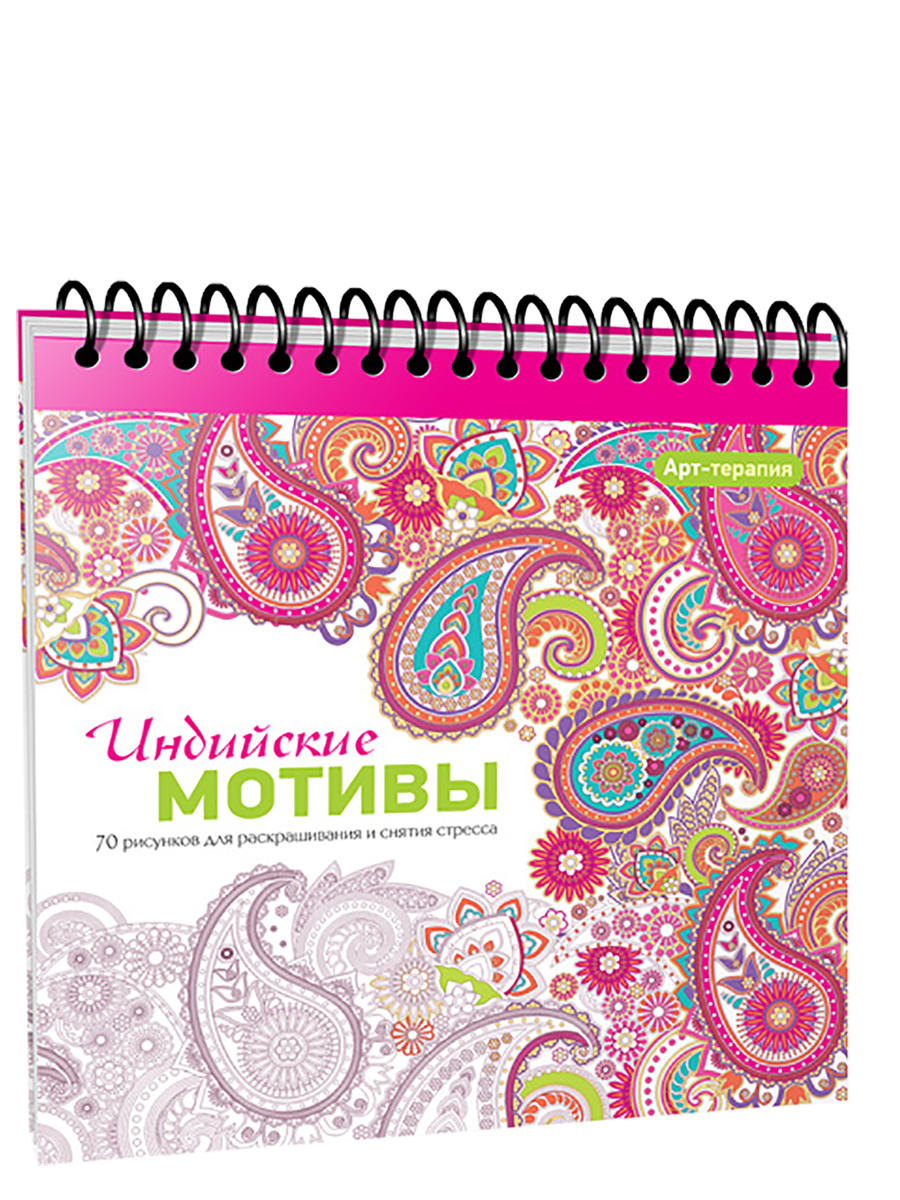 Арт-терапия
Индийские
МОТИВЫ
70 рисунков для раскрашивания и снятия стресса